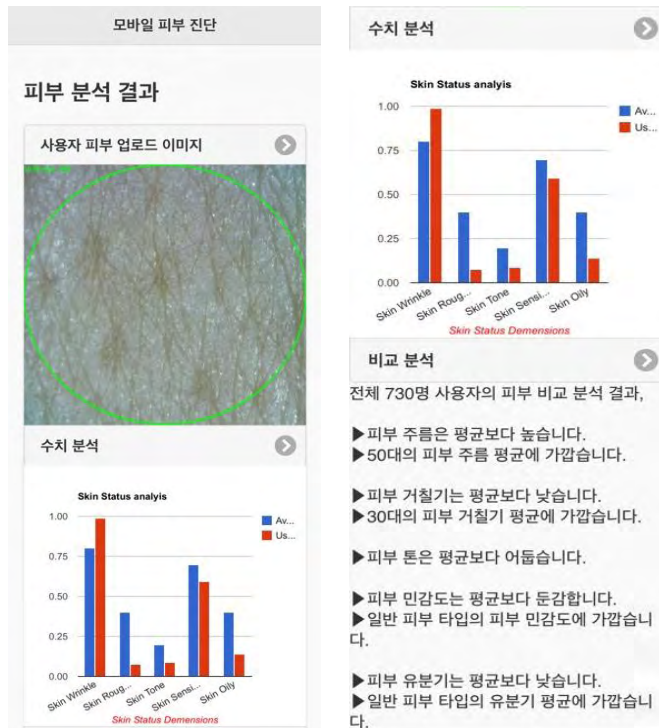 모바일 피부 진단
피부 분석 결과
사용자 피부 업로드 이미지
수치 분석
Skin Status analyis
1.00
Av...
Us...
0.75
0.50
0.25
0.00
Skin Wrinkle
Skin Roug...
Skin Tone
Skin Sensi...
Skin Oily
Skin Status Demensions
수치 분석
Skin Status analyis
1.00
Av...
Us...
0.75
0.50
0.25
0.00
Skin Wrinkle
Skin Roug...
Skin Tone
Skin Sensi...
Skin Oily
Skin Status Demensions
비교 분석
전체 730명 사용자의 피부 비교 분석 결과,
▶피부 주름은 평균보다 높습니다.
▶50대의 피부 주름 평균에 가깝습니다.
▶피부 거칠기는 평균보다 낮습니다.
▶30대의 피부 거칠기 평균에 가깝습니다.
▶피부 톤은 평균보다 어둡습니다.
▶피부 민감도는 평균보다 둔감합니다.
▶일반 피부 타입의 피부 민감도에 가깝습니
다.
▶피부 유분기는 평균보다 낮습니다.
▶일반 피부 타입의 유분기 평균에 가깝습니
다.